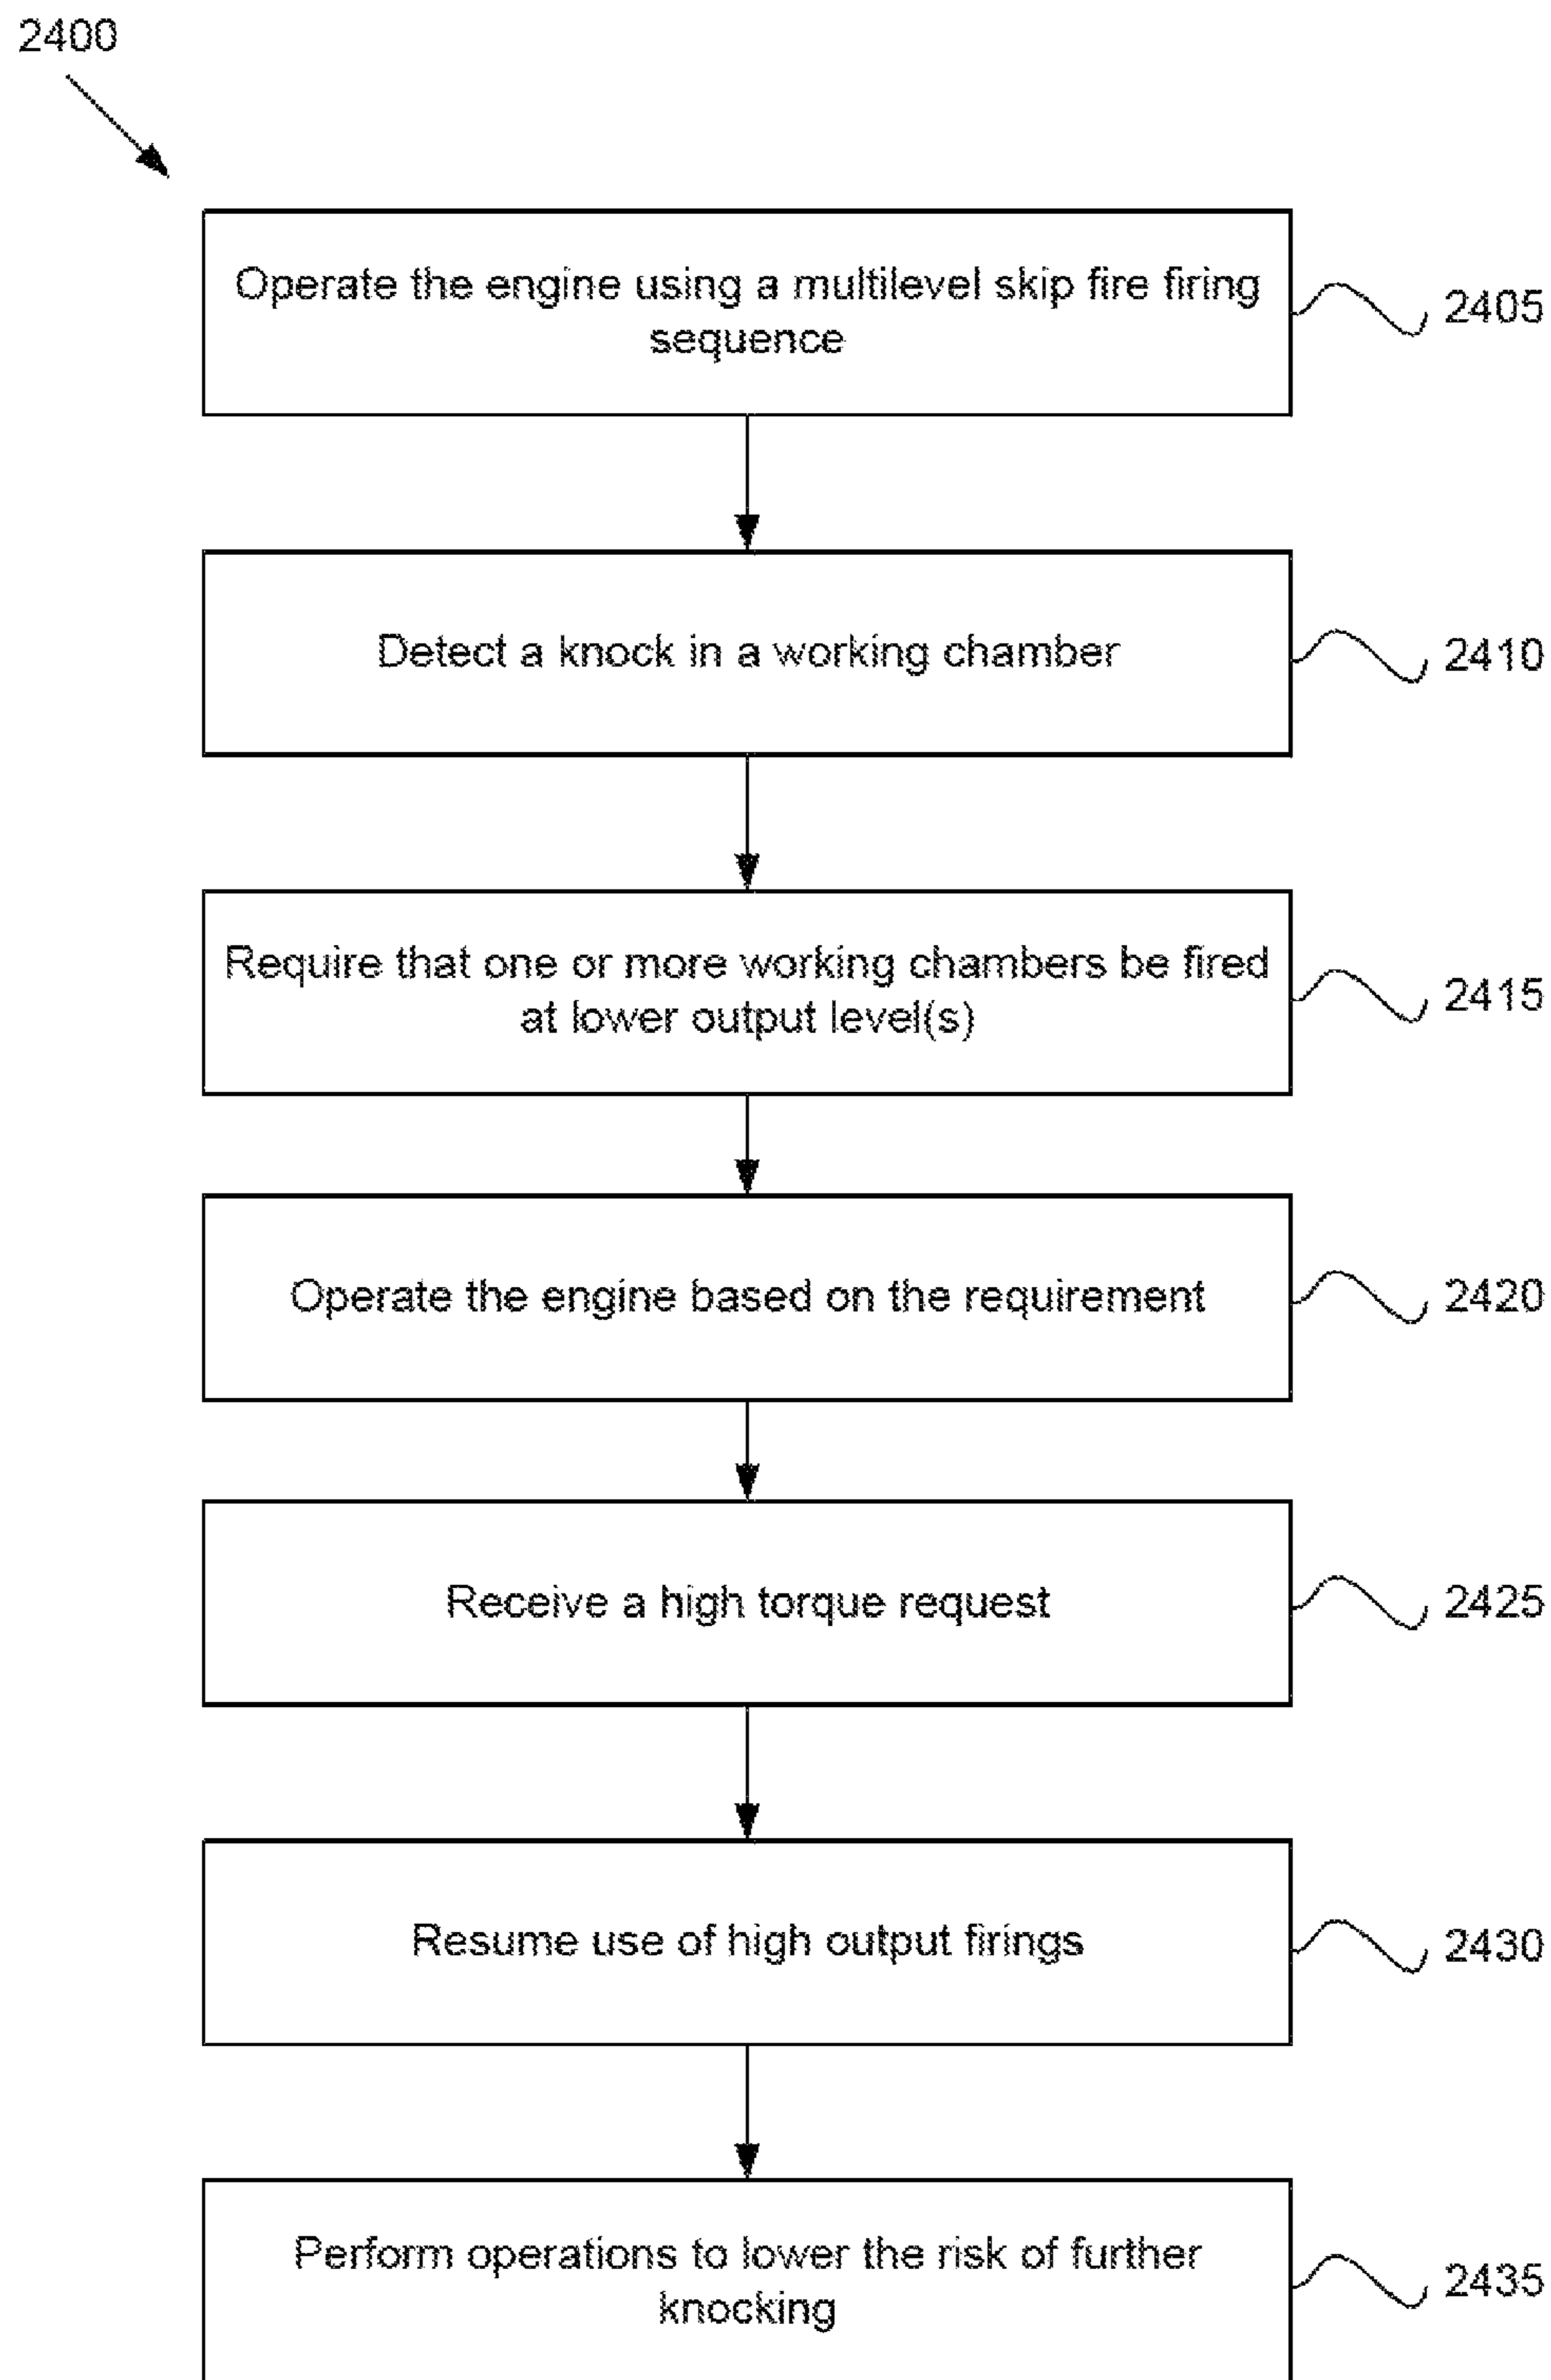 2400
Operate the engine using a multilevel skip fire firing
sequence
2405
Detect a knock in a working chamber
2410
Require that one or more working chambers be fired
at lower output level(s)
2415
Operate the engine based on the requirement
2420
Receive a high torque request
2425
Resume use of high output firings
2430
Perform operations to lower the risk of further
knocking
2435